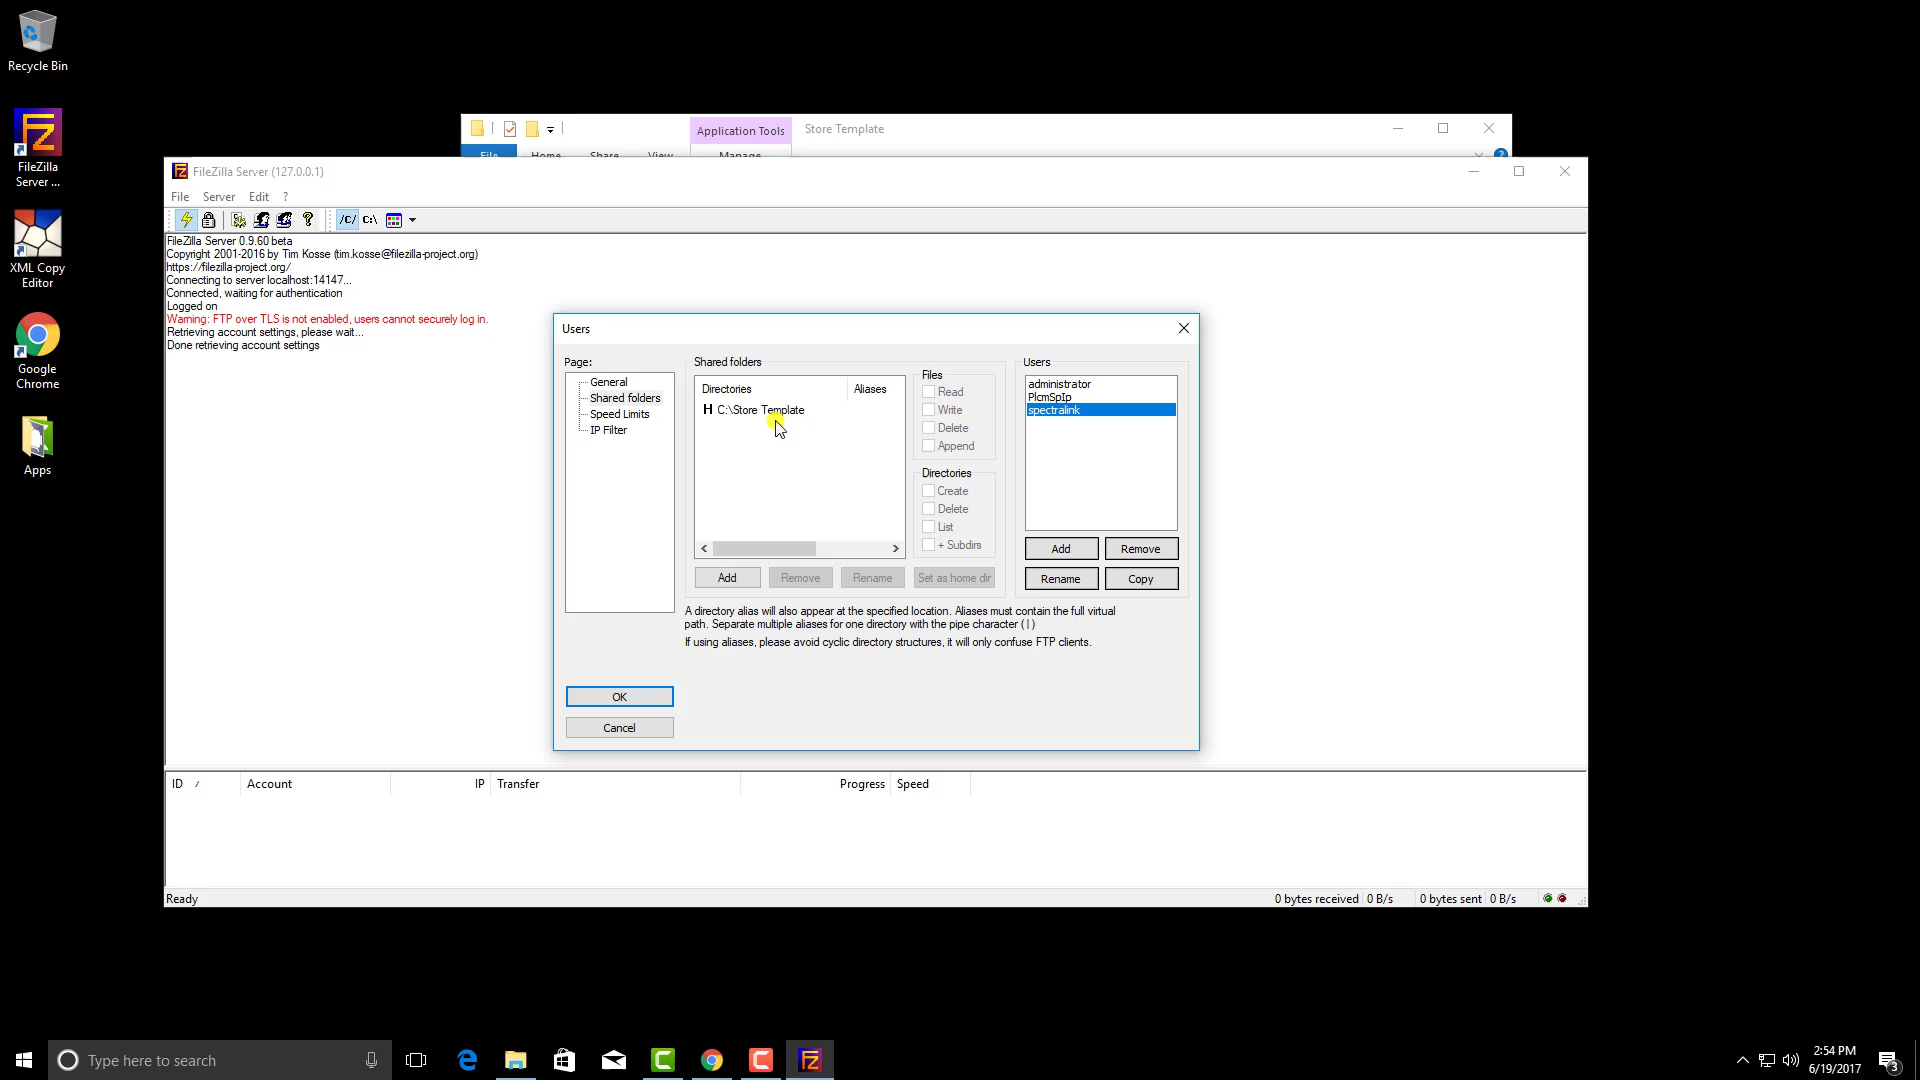 Recycle Bin
FileZilla
Server ...
XML Copy
Editor
Google
Chrome
Apps
Application Tools
Store Template
File
Home
Share
View
Manage
?
FileZilla Server (127.0.0.1)
File
Server
Edit
?
/C/
C:\
FileZilla Server 0.9.60 beta
Copyright 2001-2016 by Tim Kosse (tim.kosse@filezilla-project.org)
https://filezilla-project.org/
Connecting to server localhost:14147...
Connected, waiting for authentication
Logged on
Warning: FTP over TLS is not enabled, users cannot securely log in.
Retrieving account settings, please wait...
Done retrieving account settings
Users
Page:
General
Shared folders
Speed Limits
IP Filter
Shared folders
Directories
Aliases
H C:\Store Template
Files
Read
Write
Delete
Append
Directories
Create
Delete
List
+ Subdirs
Add
Remove
Rename
Set as home dir
Users
administrator
PlcmSpIp
spectralink
Add
Remove
Rename
Copy
A directory alias will also appear at the specified location. Aliases must contain the full virtual
path. Separate multiple aliases for one directory with the pipe character (|)
If using aliases, please avoid cyclic directory structures, it will only confuse FTP clients.
OK
Cancel
ID /
Account
IP
Transfer
Progress
Speed
Ready
0 bytes received
0 B/s
0 bytes sent
0 B/s
Type here to search
2:54 PM
6/19/2017
3